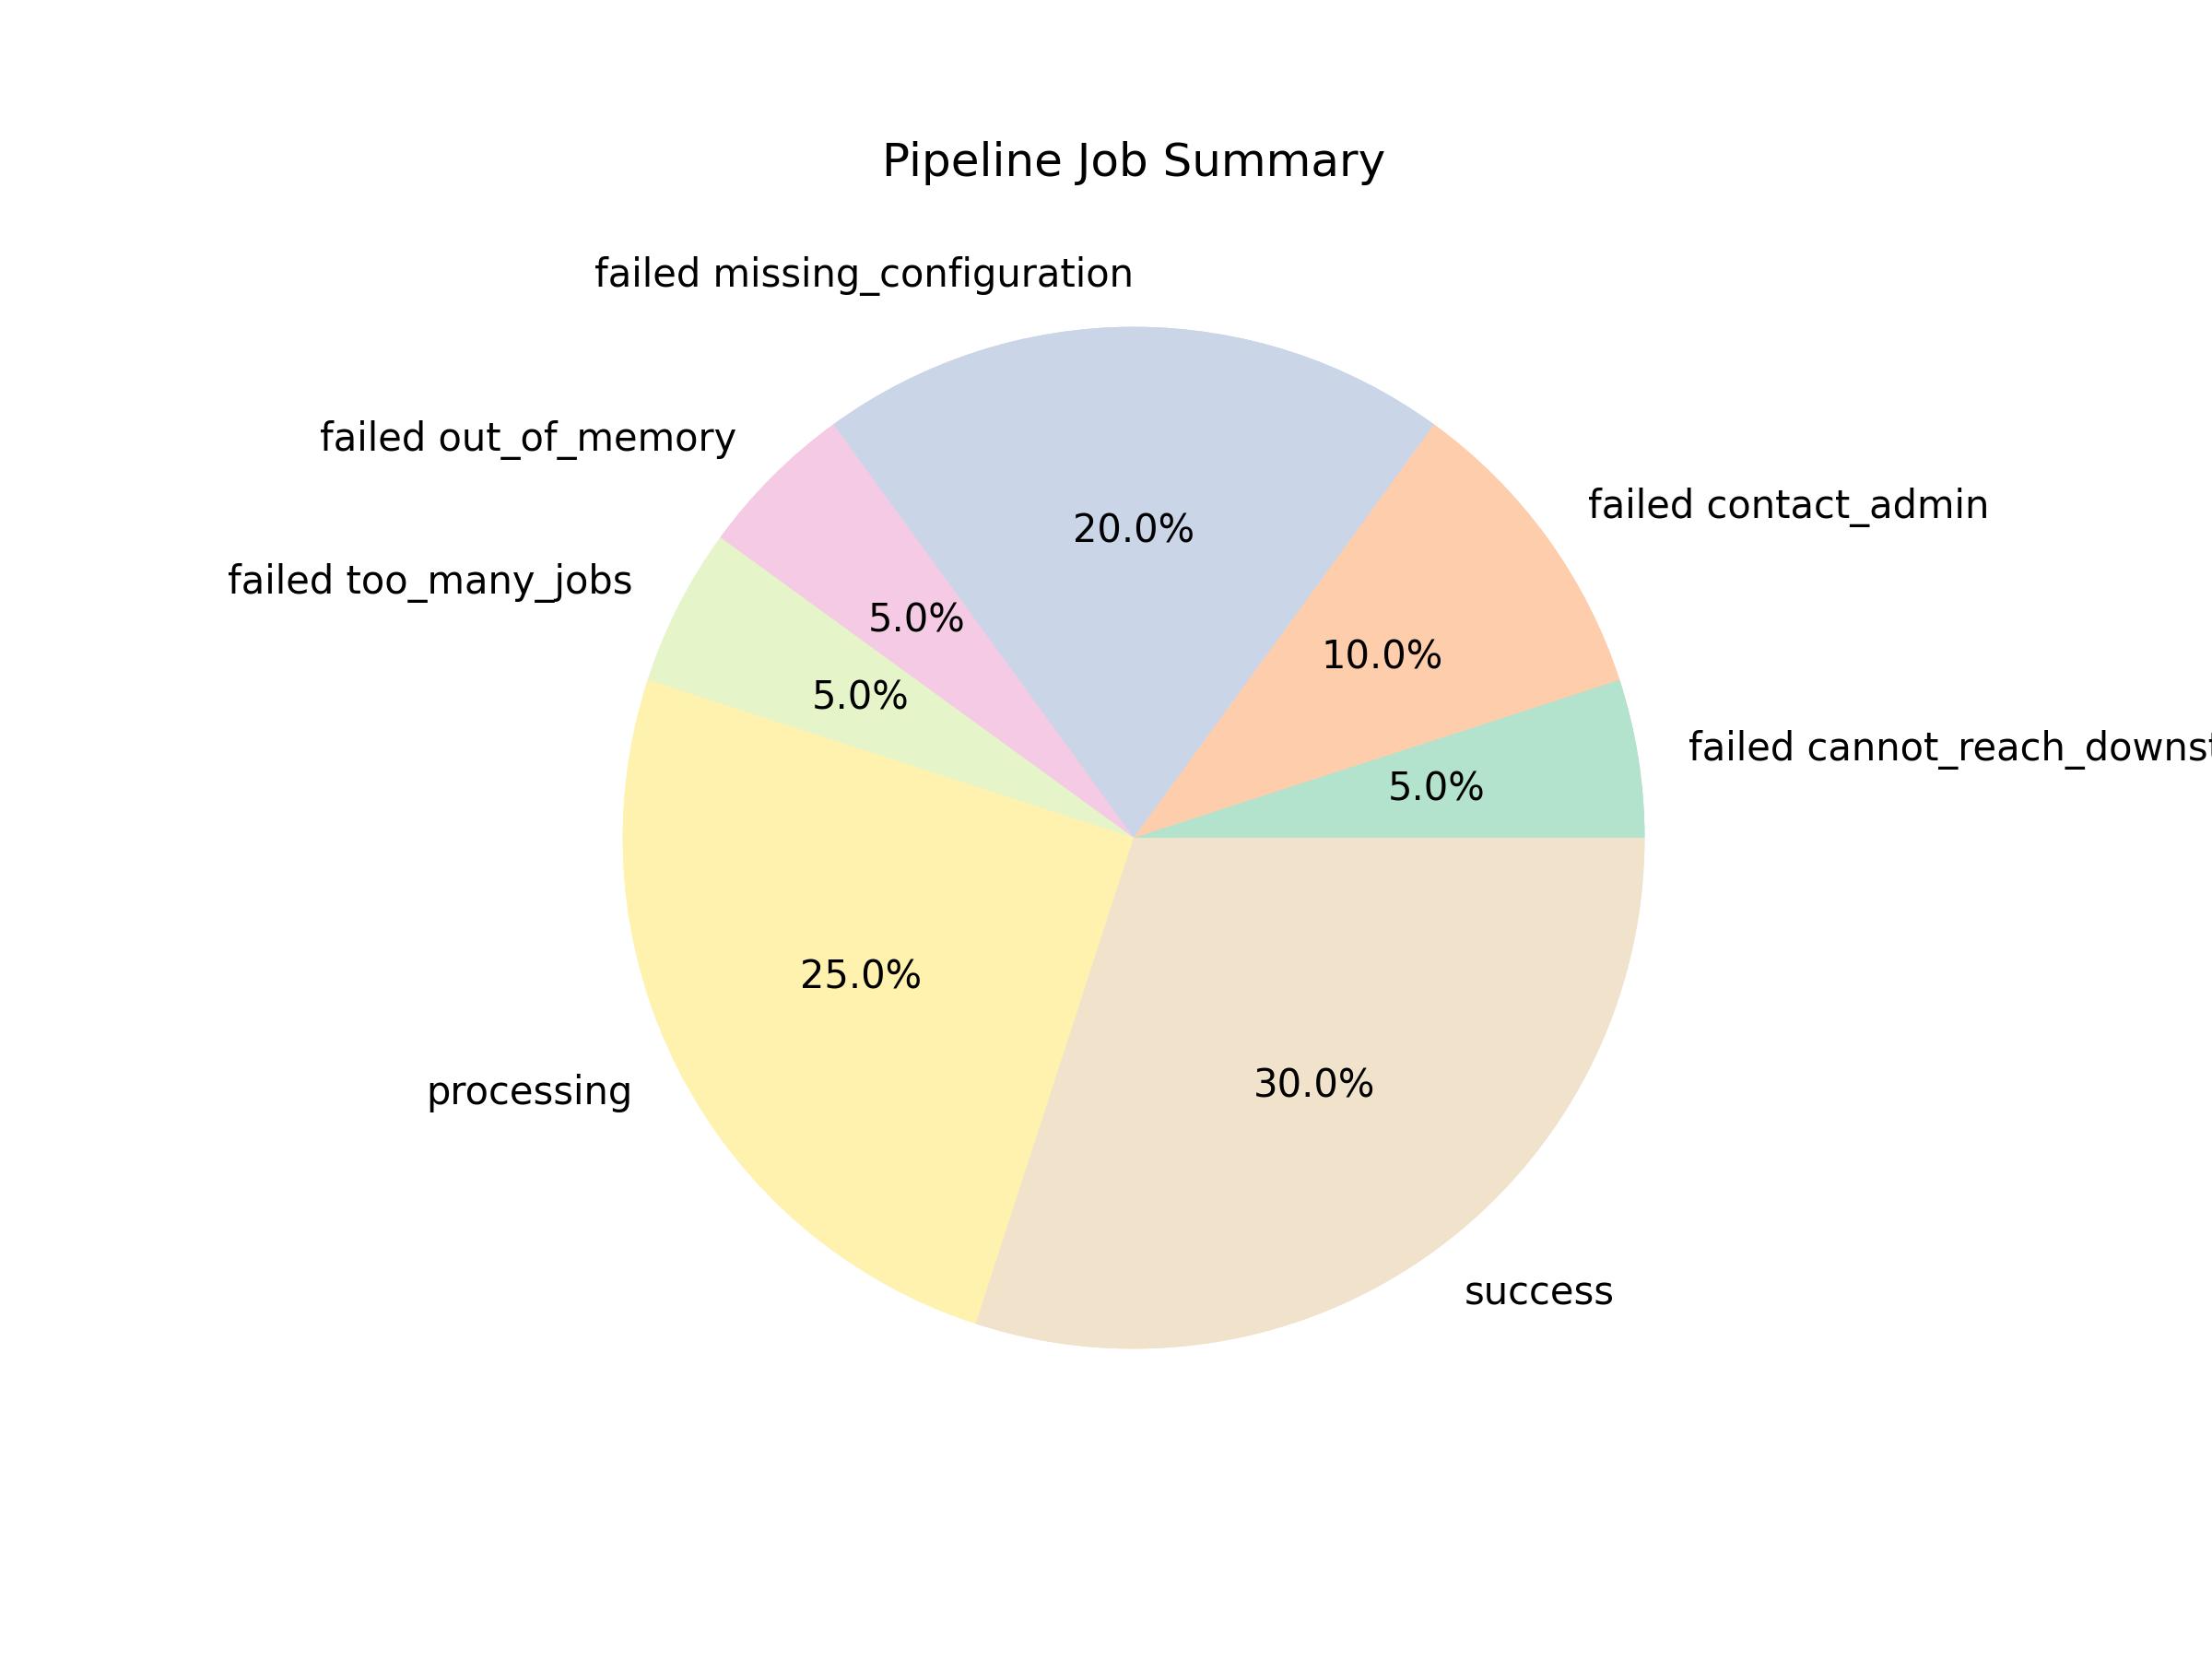 Pipeline Job Summary
failed missing_configuration
failed out_of_memory
failed contact_admin
20.0%
failed too_many_jobs
5.0%
10.0%
5.0%
failed
5.0%
25.0%
processing
30.0%
success